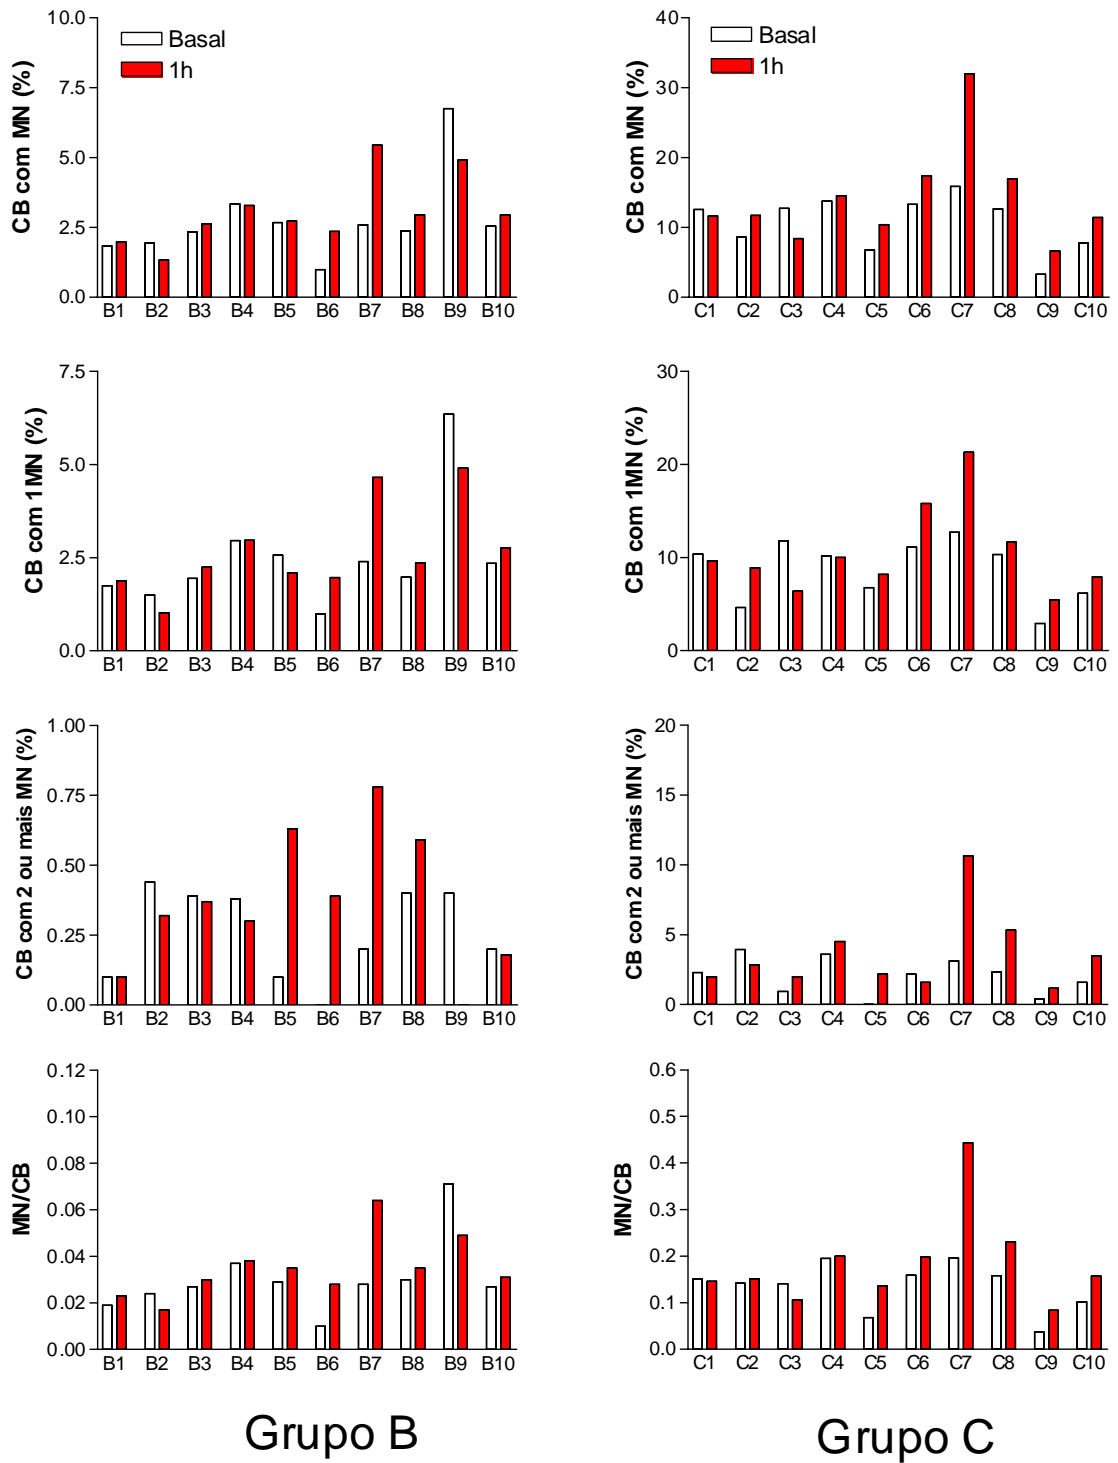 CB com MN (%)
10.0
7.5
5.0
2.5
0.0
Basal
1h
B1 B2 B3 B4 B5 B6 B7 B8 B9 B10
CB com MN (%)
40
30
20
10
0
Basal
1h
C1 C2 C3 C4 C5 C6 C7 C8 C9 C10
CB com 1MN (%)
7.5
5.0
2.5
0.0
B1 B2 B3 B4 B5 B6 B7 B8 B9 B10
CB com 1MN (%)
30
20
10
0
C1 C2 C3 C4 C5 C6 C7 C8 C9 C10
CB com 2 ou mais MN (%)
1.00
0.75
0.50
0.25
0.00
B1 B2 B3 B4 B5 B6 B7 B8 B9 B10
CB com 2 ou mais MN (%)
20
15
10
5
0
C1 C2 C3 C4 C5 C6 C7 C8 C9 C10
MN/CB
0.12
0.10
0.08
0.06
0.04
0.02
0.00
B1 B2 B3 B4 B5 B6 B7 B8 B9 B10
MN/CB
0.6
0.5
0.4
0.3
0.2
0.1
0.0
C1 C2 C3 C4 C5 C6 C7 C8 C9 C10
Grupo B
Grupo C